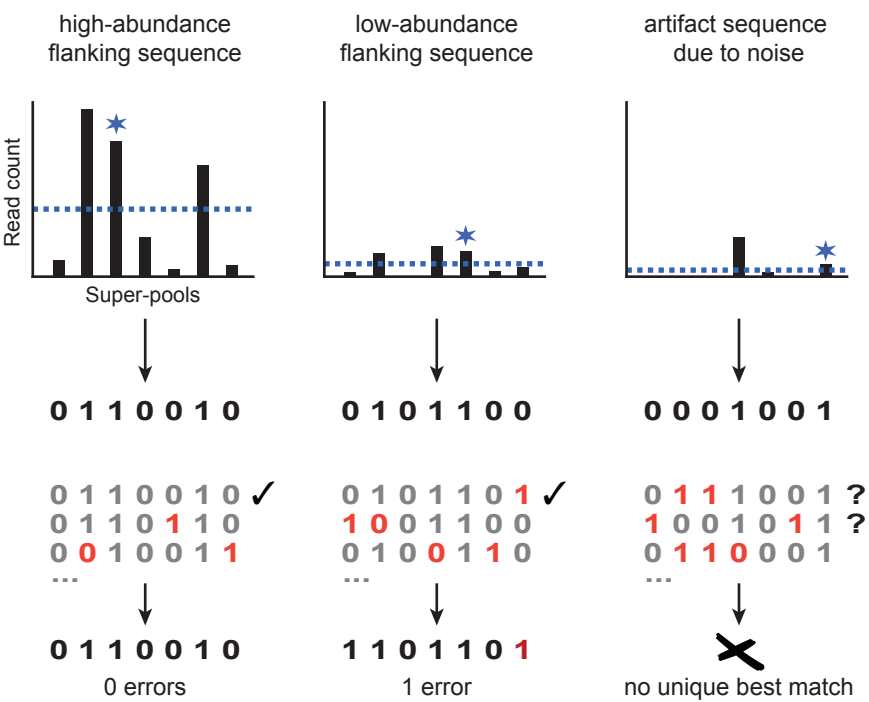 high-abundance
flanking sequence
Read count
Super-pools
0 1 1 0 0 1 0
0 1 1 0 0 1 0 ✓
0 1 1 0 1 1 0
0 0 1 0 0 1 1
...
0 1 1 0 0 1 0
0 errors
low-abundance
flanking sequence
0 1 0 1 1 0 0
0 1 0 1 1 0 1 ✓
1 0 0 1 1 0 0
0 1 0 0 1 1 0
...
1 1 0 1 1 0 1
1 error
artifact sequence
due to noise
0 0 0 1 0 0 1
0 1 1 1 0 0 1 ?
1 0 0 1 0 1 1 ?
0 1 1 0 0 0 1
...
no unique best match